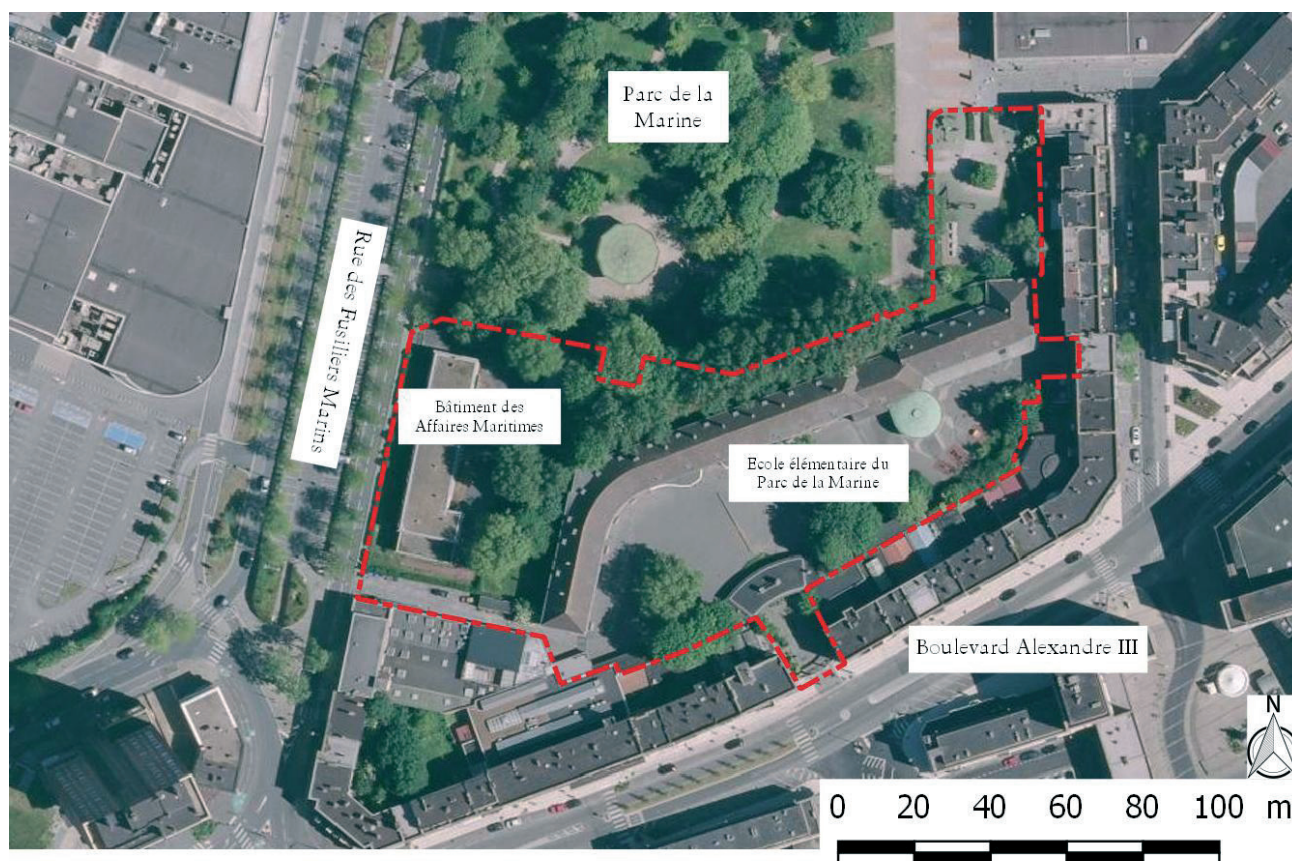 Parc de la
Marine
Rue des Fusiliers Marins
Bâtiment des
Affaires Maritimes
Ecole élémentaire du
Parc de la Marine
Boulevard Alexandre III
N
0 20 40 60 80 100 m